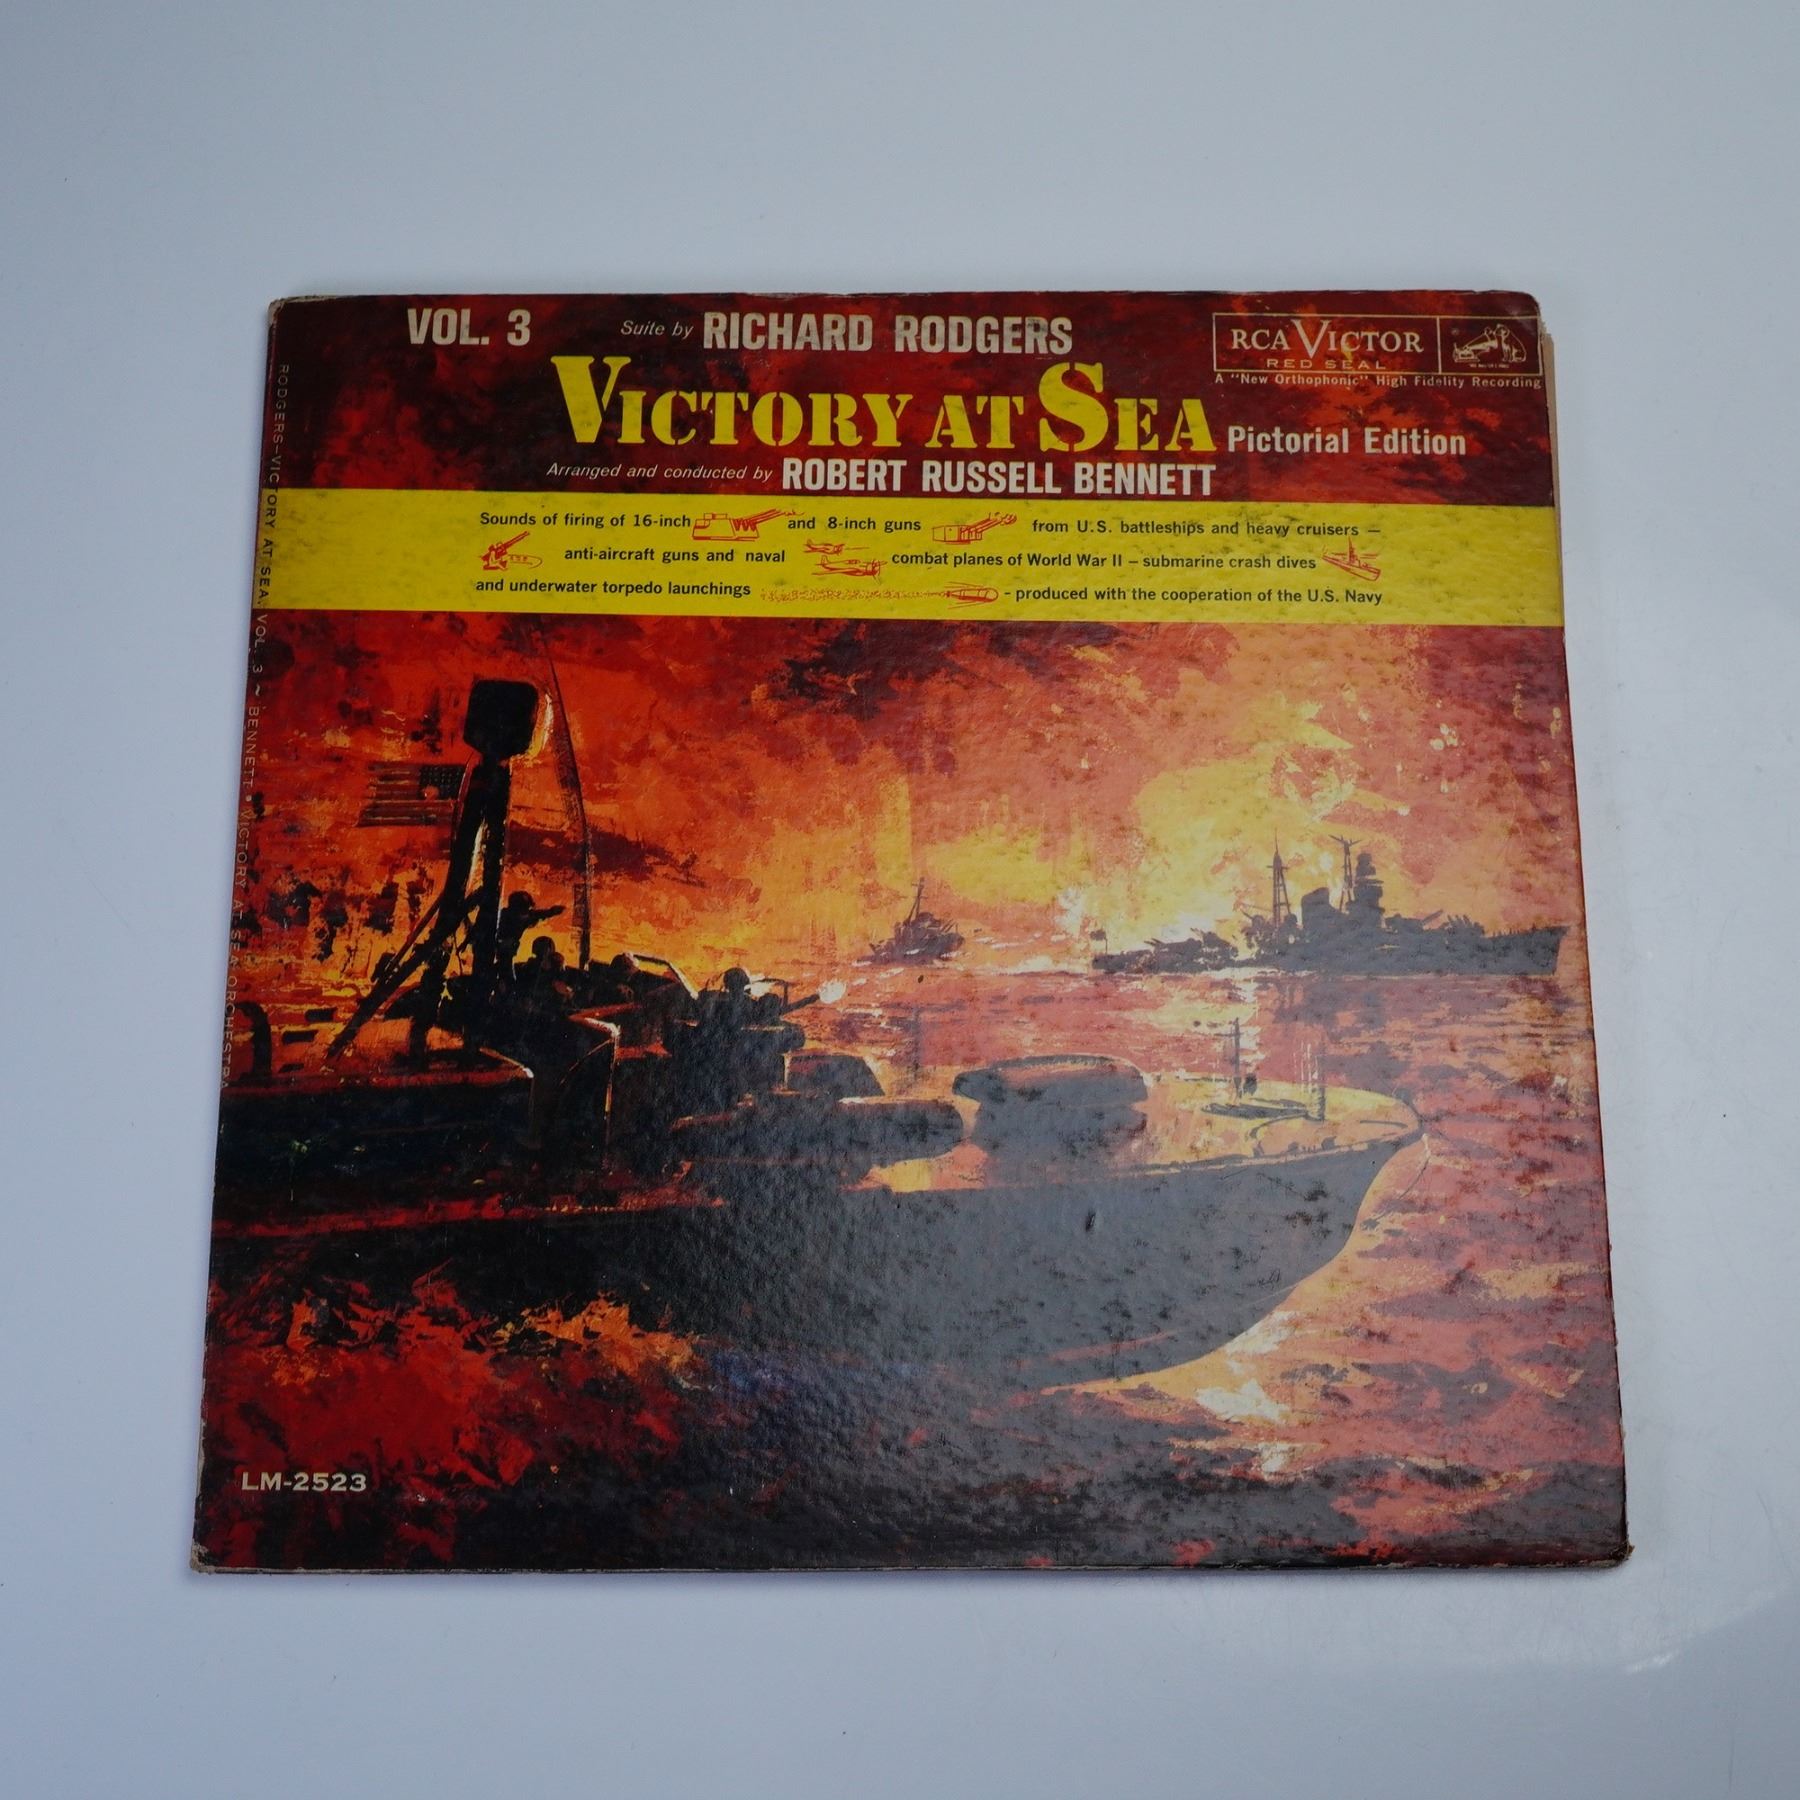 VOL. 3
Suite by RICHARD RODGERS
RCA VICTOR
RED SEAL
A "New Orthophonic" High Fidelity Recording
VICTORY AT SEA Pictorial Edition
Arranged and conducted by ROBERT RUSSELL BENNETT
Sounds of firing of 16-inch and 8-inch guns from U.S. battleships and heavy cruisers –
anti-aircraft guns and naval combat planes of World War II – submarine crash dives
and underwater torpedo launchings - produced with the cooperation of the U.S. Navy
RODGERS–VICTORY AT SEA, VOL. 3 ~ BENNETT • VICTORY AT SEA ORCHESTRA
LM-2523